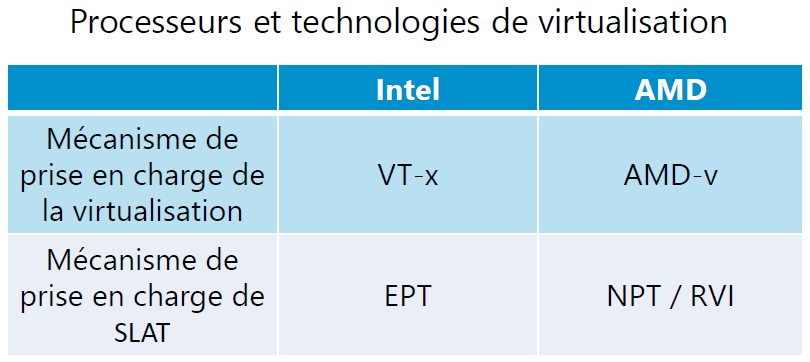 Processeurs et technologies de virtualisation
Intel
AMD
Mécanisme de
prise en charge de
la virtualisation
VT-x
AMD-v
Mécanisme de
prise en charge de
SLAT
EPT
NPT / RVI